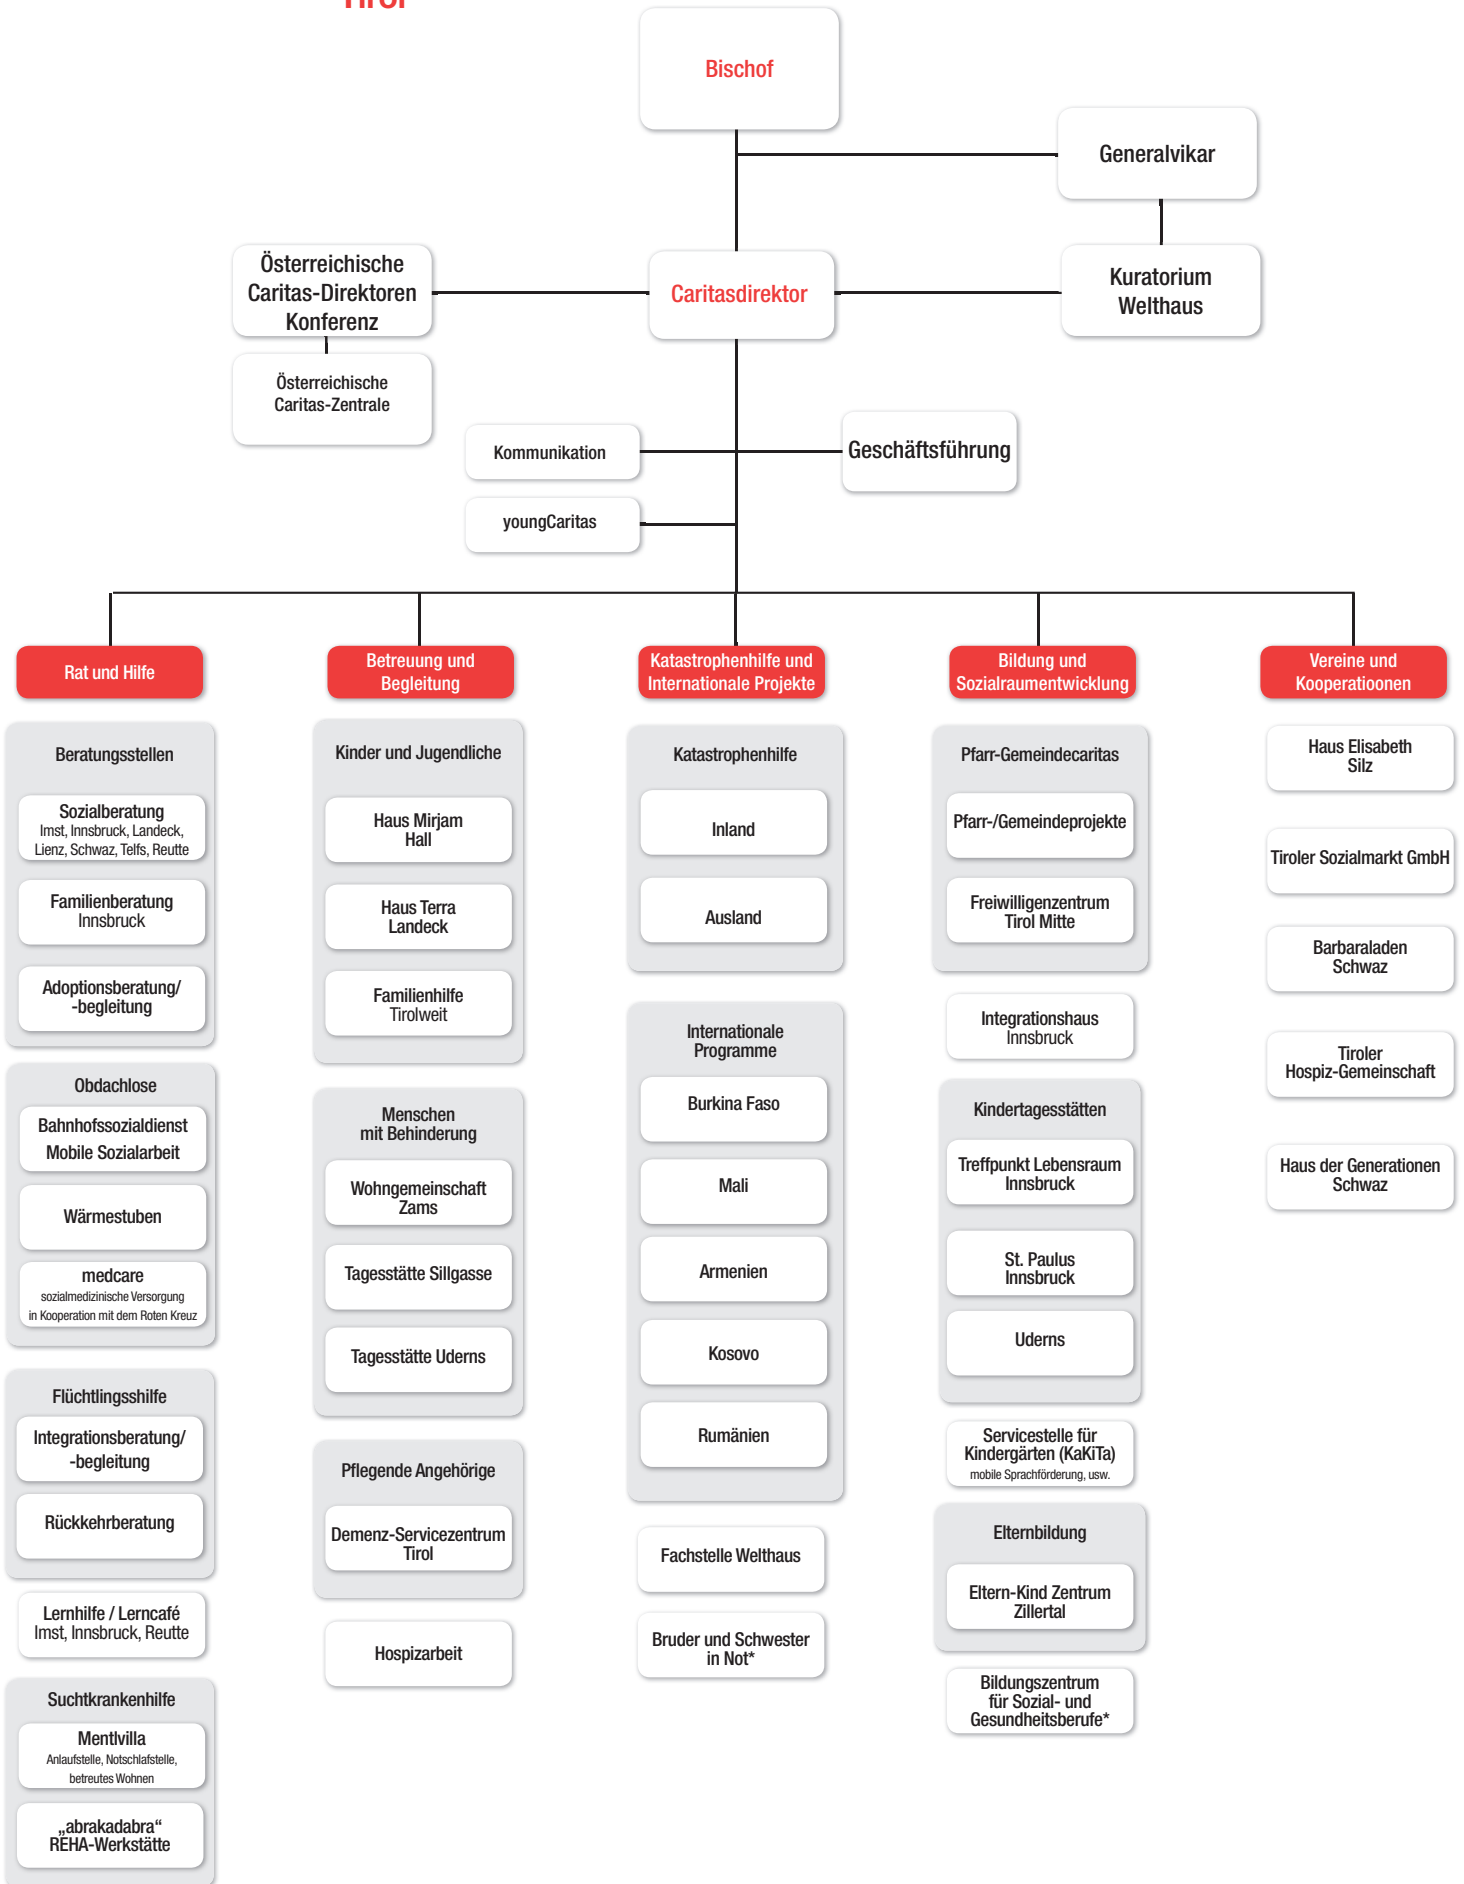 Tirol
Bischof
Generalvikar
Österreichische
Caritas-Direktoren
Konferenz
Caritasdirektor
Kuratorium
Welthaus
Österreichische
Caritas-Zentrale
Kommunikation
Geschäftsführung
youngCaritas
Rat und Hilfe
Betreuung und
Begleitung
Katastrophenhilfe und
Internationale Projekte
Bildung und
Sozialraumentwicklung
Vereine und
Kooperatioonen
Beratungsstellen
Sozialberatung
Imst, Innsbruck, Landeck,
Lienz, Schwaz, Telfs, Reutte
Familienberatung
Innsbruck
Adoptionsberatung/
-begleitung
Obdachlose
Bahnhofssozialdienst
Mobile Sozialarbeit
Wärmestuben
medcare
sozialmedizinische Versorgung
in Kooperation mit dem Roten Kreuz
Flüchtlingsshilfe
Integrationsberatung/
-begleitung
Rückkehrberatung
Lernhilfe / Lerncafé
Imst, Innsbruck, Reutte
Suchtkrankenhilfe
Mentlvilla
Anlaufstelle, Notschlafstelle,
betreutes Wohnen
„abrakadabra“
REHA-Werkstätte
Kinder und Jugendliche
Haus Mirjam
Hall
Haus Terra
Landeck
Familienhilfe
Tirolweit
Menschen
mit Behinderung
Wohngemeinschaft
Zams
Tagesstätte Sillgasse
Tagesstätte Uderns
Pflegende Angehörige
Demenz-Servicezentrum
Tirol
Hospizarbeit
Katastrophenhilfe
Inland
Ausland
Internationale
Programme
Burkina Faso
Mali
Armenien
Kosovo
Rumänien
Fachstelle Welthaus
Bruder und Schwester
in Not*
Pfarr-Gemeindecaritas
Pfarr-/Gemeindeprojekte
Freiwilligenzentrum
Tirol Mitte
Integrationshaus
Innsbruck
Kindertagesstätten
Treffpunkt Lebensraum
Innsbruck
St. Paulus
Innsbruck
Uderns
Servicestelle für
Kindergärten (KaKiTa)
mobile Sprachförderung, usw.
Elternbildung
Eltern-Kind Zentrum
Zillertal
Bildungszentrum
für Sozial- und
Gesundheitsberufe*
Haus Elisabeth
Silz
Tiroler Sozialmarkt GmbH
Barbaraladen
Schwaz
Tiroler
Hospiz-Gemeinschaft
Haus der Generationen
Schwaz